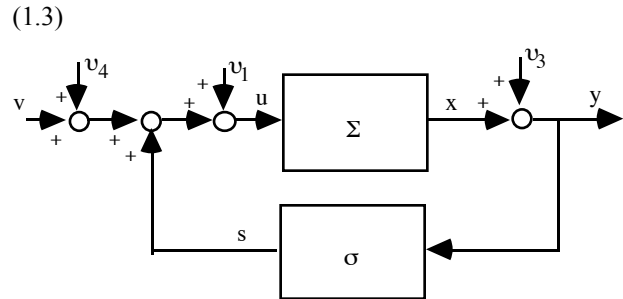 (1.3)
υ4 υ1 υ3
v + + + + + + u Σ x + + y
+
s σ